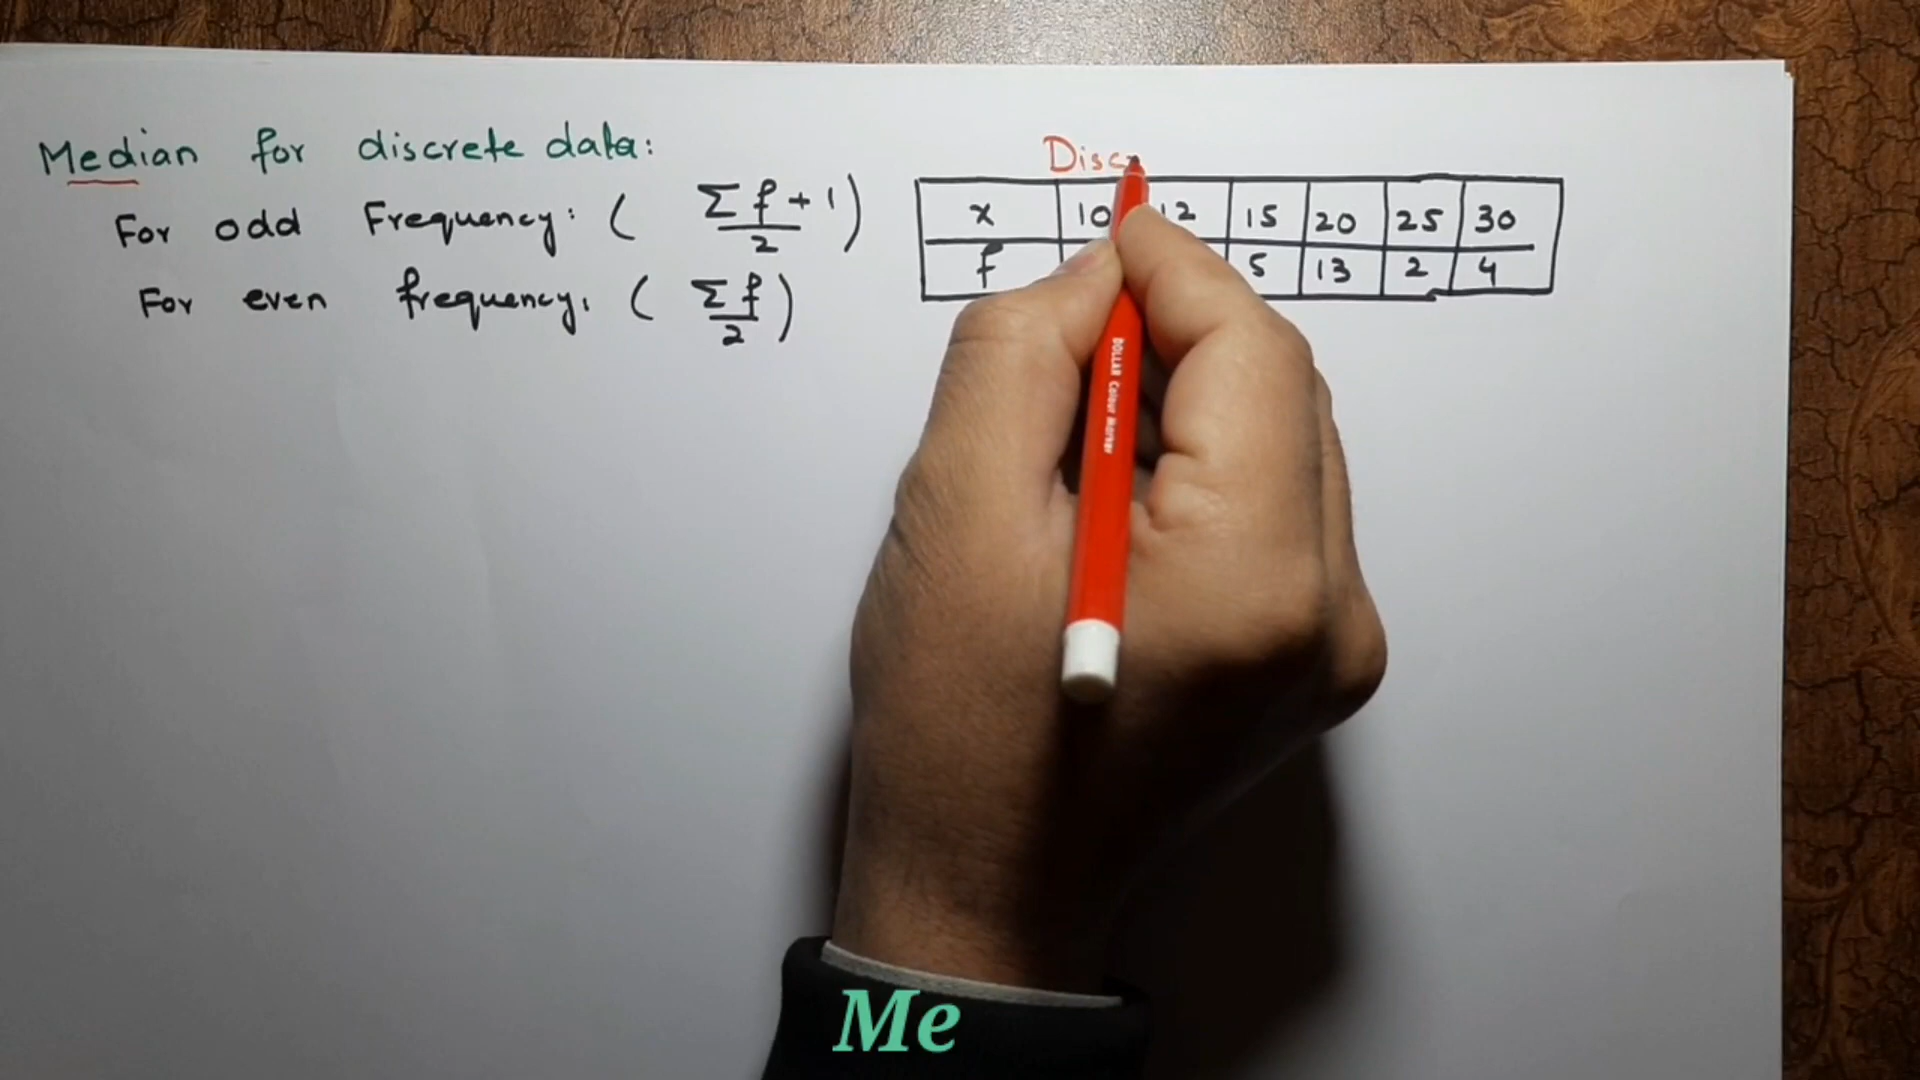 Median for discrete data:
For odd Frequency: ( Σf+1 / 2 )
For even frequency: ( Σf / 2 )
Disc
x 10 12 15 20 25 30
f 5 13 2 4
DOLLAR Colour Marker
Me